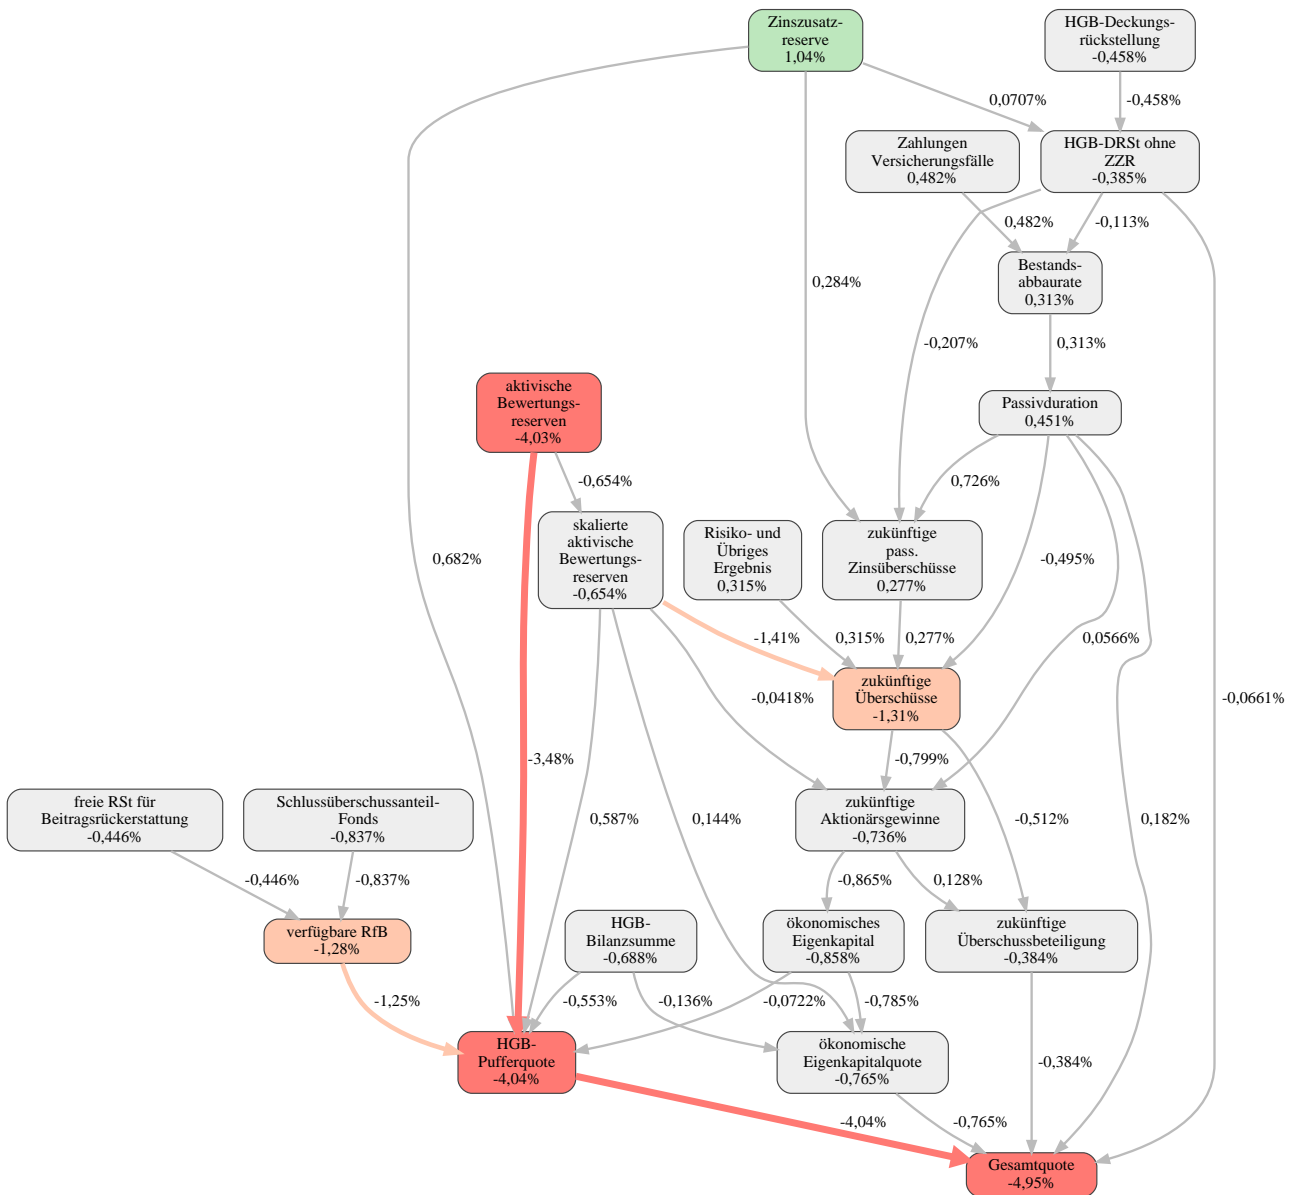 Zinszusatz-
reserve
1,04%
HGB-Deckungs-
rückstellung
-0,458%
0,0707%
-0,458%
Zahlungen
Versicherungsfälle
0,482%
HGB-DRSt ohne
ZZR
-0,385%
0,482%
-0,113%
Bestands-
abbaurate
0,313%
0,284%
-0,207%
0,313%
aktivische
Bewertungs-
reserven
-4,03%
Passivduration
0,451%
-0,654%
0,726%
skalierte
aktivische
Bewertungs-
reserven
-0,654%
Risiko- und
Übriges
Ergebnis
0,315%
zukünftige
pass.
Zinsüberschüsse
0,277%
0,682%
-0,495%
-1,41%
0,315%
0,277%
0,0566%
zukünftige
Überschüsse
-1,31%
-0,0418%
-0,0661%
-3,48%
-0,799%
freie RSt für
Beitragsrückerstattung
-0,446%
Schlussüberschussanteil-
Fonds
-0,837%
0,587%
0,144%
zukünftige
Aktionärsgewinne
-0,736%
-0,512%
0,182%
-0,446%
-0,837%
-0,865%
0,128%
verfügbare RfB
-1,28%
HGB-
Bilanzsumme
-0,688%
ökonomisches
Eigenkapital
-0,858%
zukünftige
Überschussbeteiligung
-0,384%
-1,25%
-0,553%
-0,136%
-0,0722%
-0,785%
HGB-
Pufferquote
-4,04%
ökonomische
Eigenkapitalquote
-0,765%
-0,384%
-4,04%
-0,765%
Gesamtquote
-4,95%